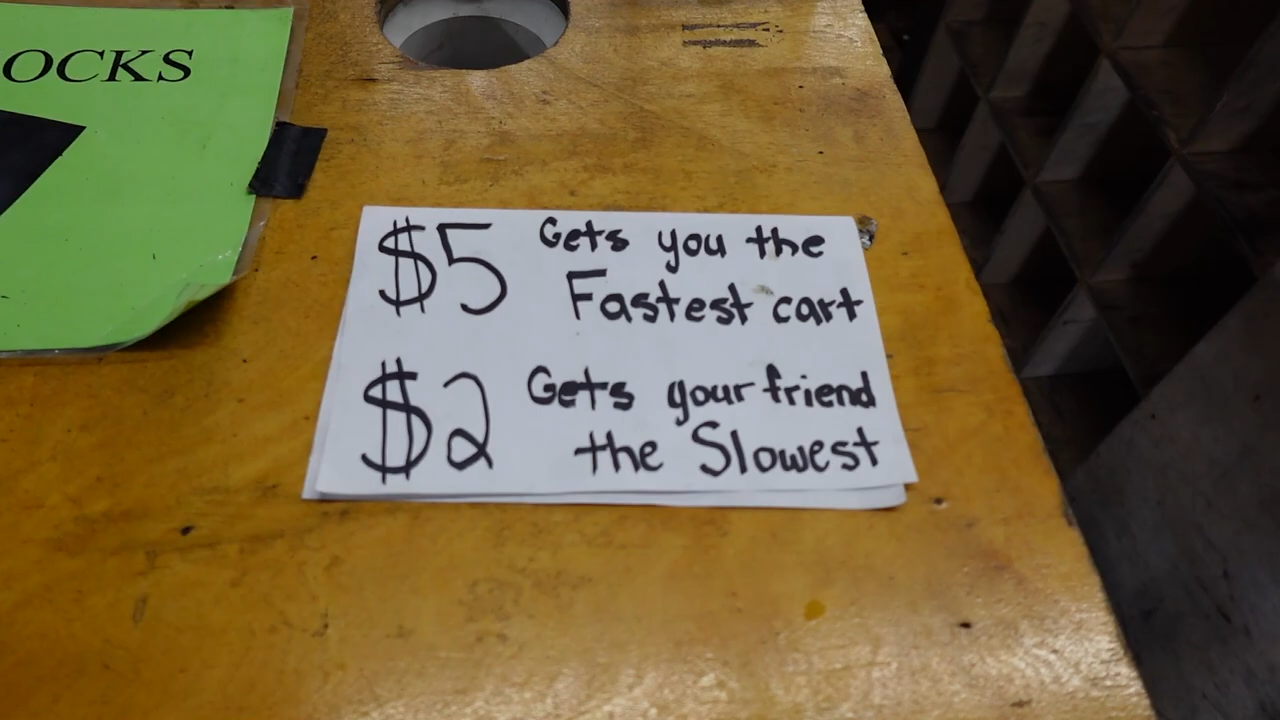 OCKS
$5 Gets you the
Fastest cart
$2 Gets your friend
the Slowest